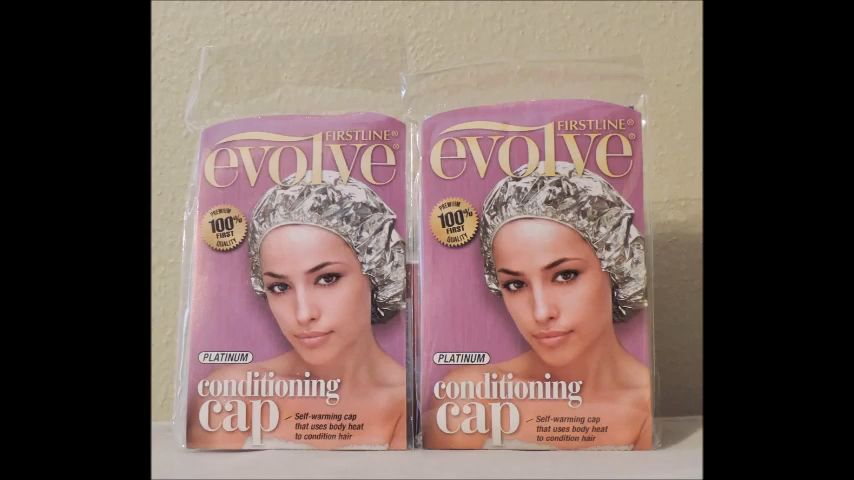 FIRSTLINE®
evolve®
PREMIUM
100%
FIRST
QUALITY
PLATINUM
conditioning
cap
Self-warming cap
that uses body heat
to condition hair
FIRSTLINE®
evolve®
PREMIUM
100%
FIRST
QUALITY
PLATINUM
conditioning
cap
Self-warming cap
that uses body heat
to condition hair